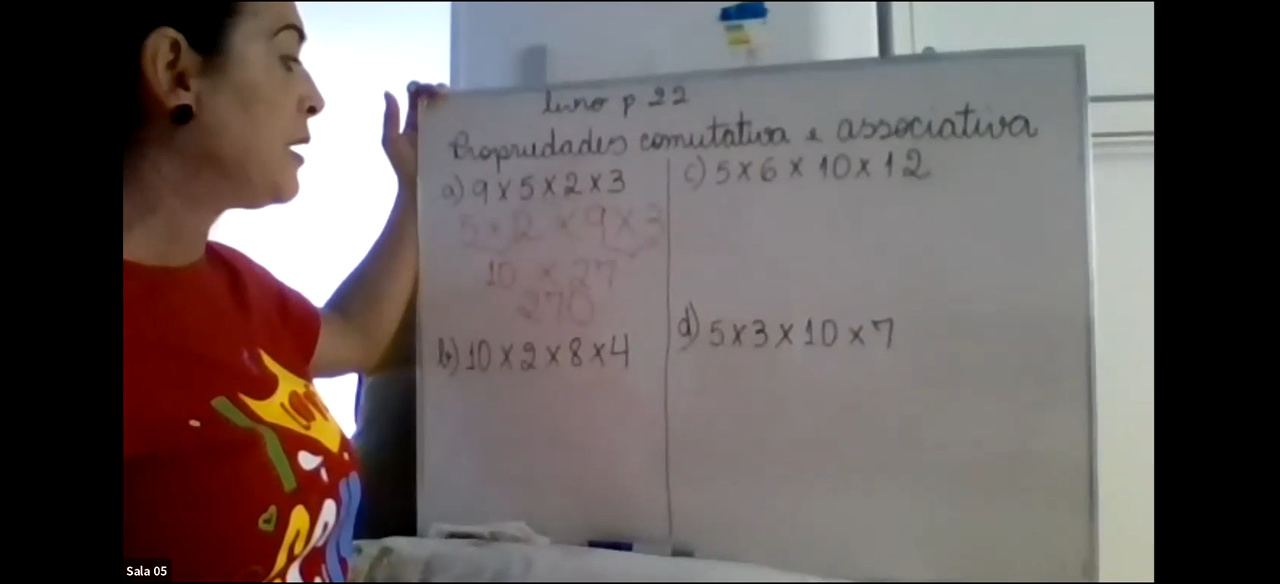 livro p 22
Propriedades comutativa e associativa
a) 9 x 5 x 2 x 3
5 x 2 x 9 x 3
10 x 27
270
b) 10 x 2 x 8 x 4
c) 5 x 6 x 10 x 12
d) 5 x 3 x 10 x 7
Sala 05